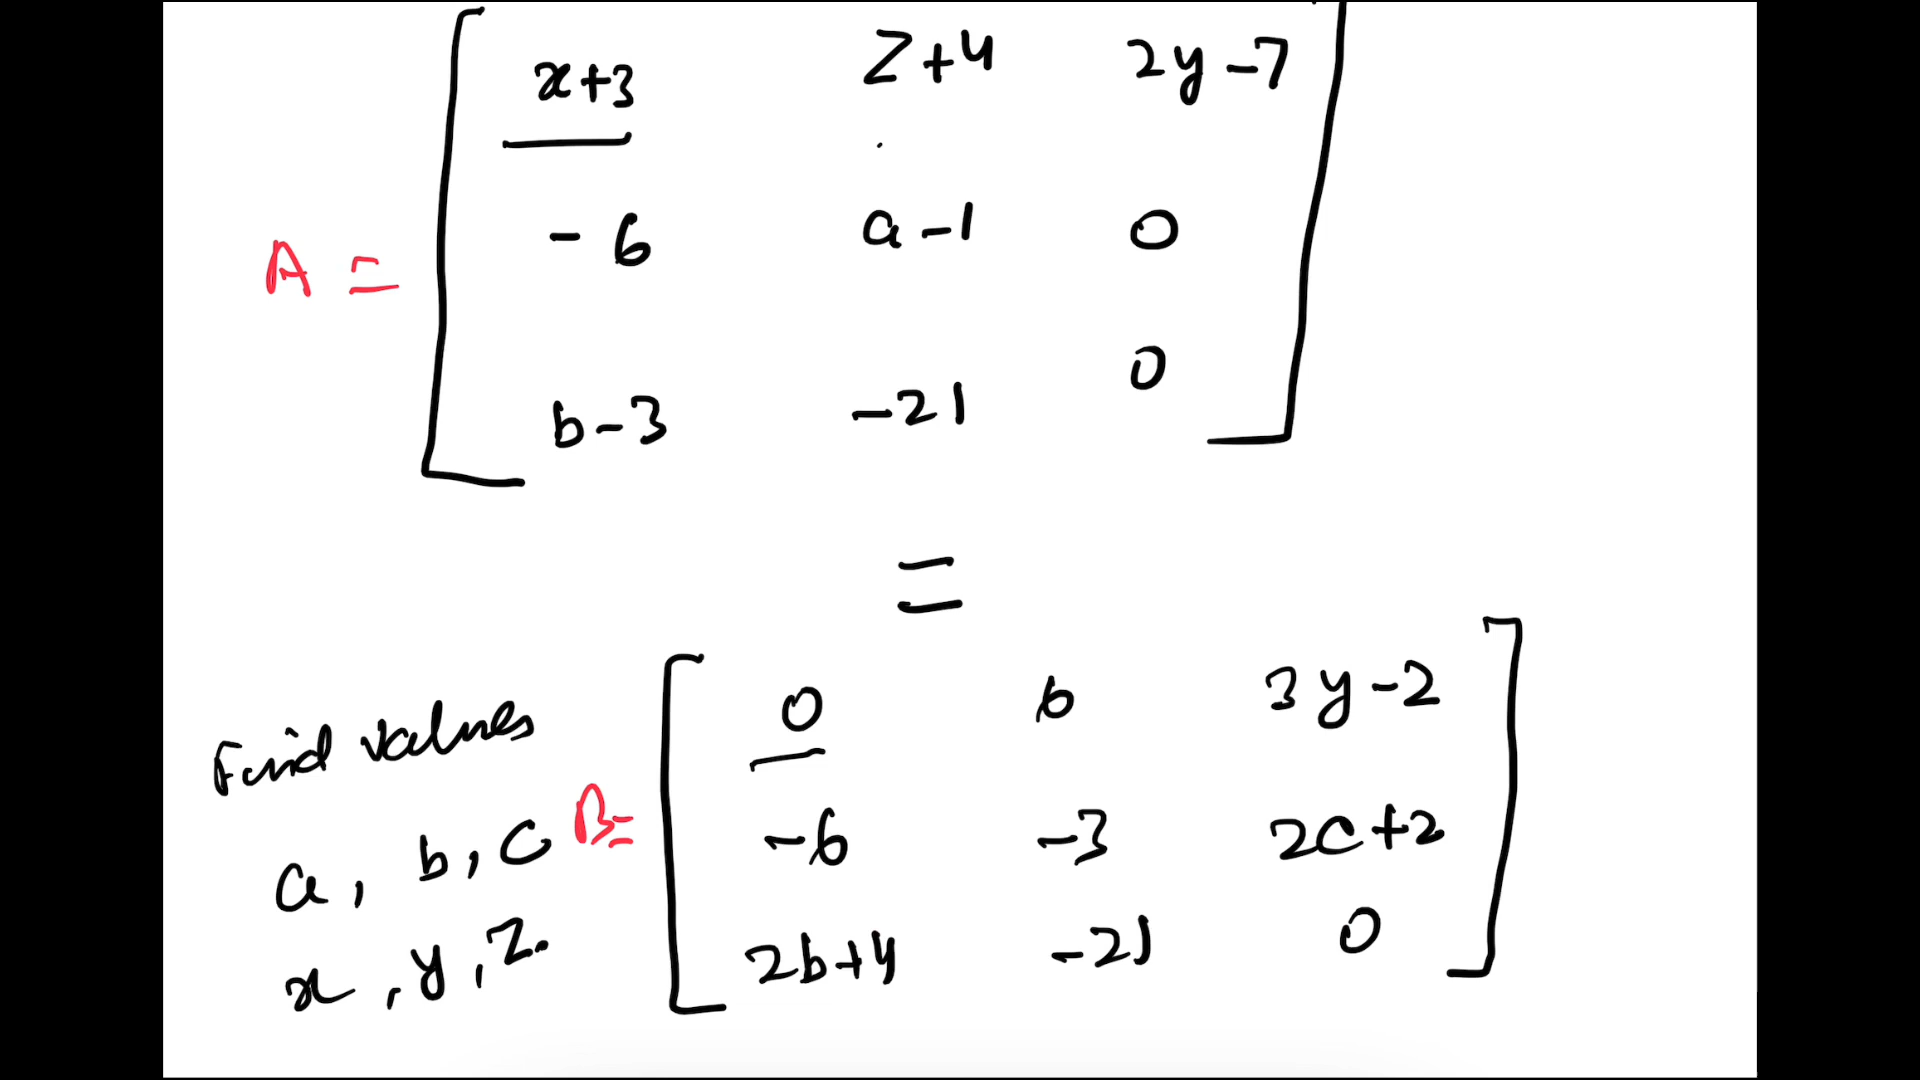 x+3 z+4 2y-7
-6 a-1 0
A =
b-3 -21 0
=
0 6 3y-2
Find values
-6 -3 2c+2
a, b, c B=
2b+4 -21 0
x, y, z.